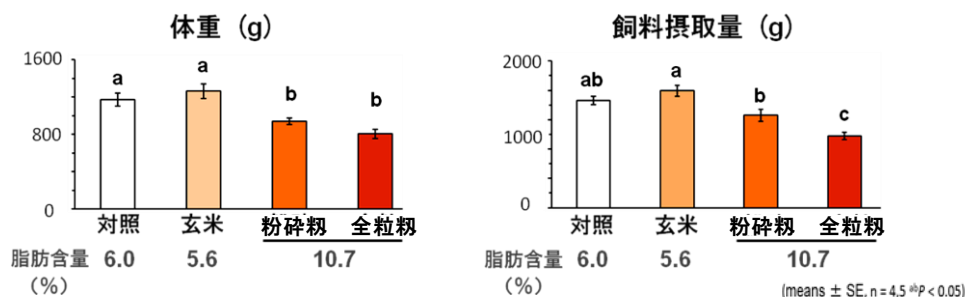 体重（g）
1600
800
0
a
a
b
b
対照
玄米
粉砕籾
全粒籾
脂肪含量
（%）
6.0
5.6
10.7
飼料摂取量（g）
2000
1000
0
ab
a
b
c
対照
玄米
粉砕籾
全粒籾
脂肪含量
（%）
6.0
5.6
10.7
(means ± SE, n = 4,5 abP < 0.05)